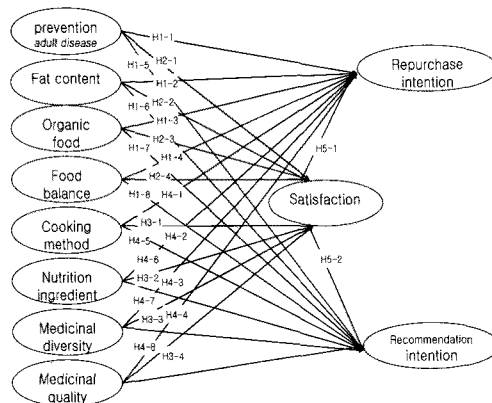 prevention
adult disease
Fat content
Organic
food
Food
balance
Cooking
method
Nutrition
ingredient
Medicinal
diversity
Medicinal
quality
H1-1
H1-5
H2-1
H1-2
H1-6
H2-2
H1-3
H2-3
H1-7
H1-4
H2-4
H1-8
H4-1
H3-1
H4-2
H4-5
H4-6
H3-2
H4-3
H4-7
H3-3
H4-4
H4-8
H3-4
H5-1
H5-2
Repurchase
intention
Satisfaction
Recommendation
intention